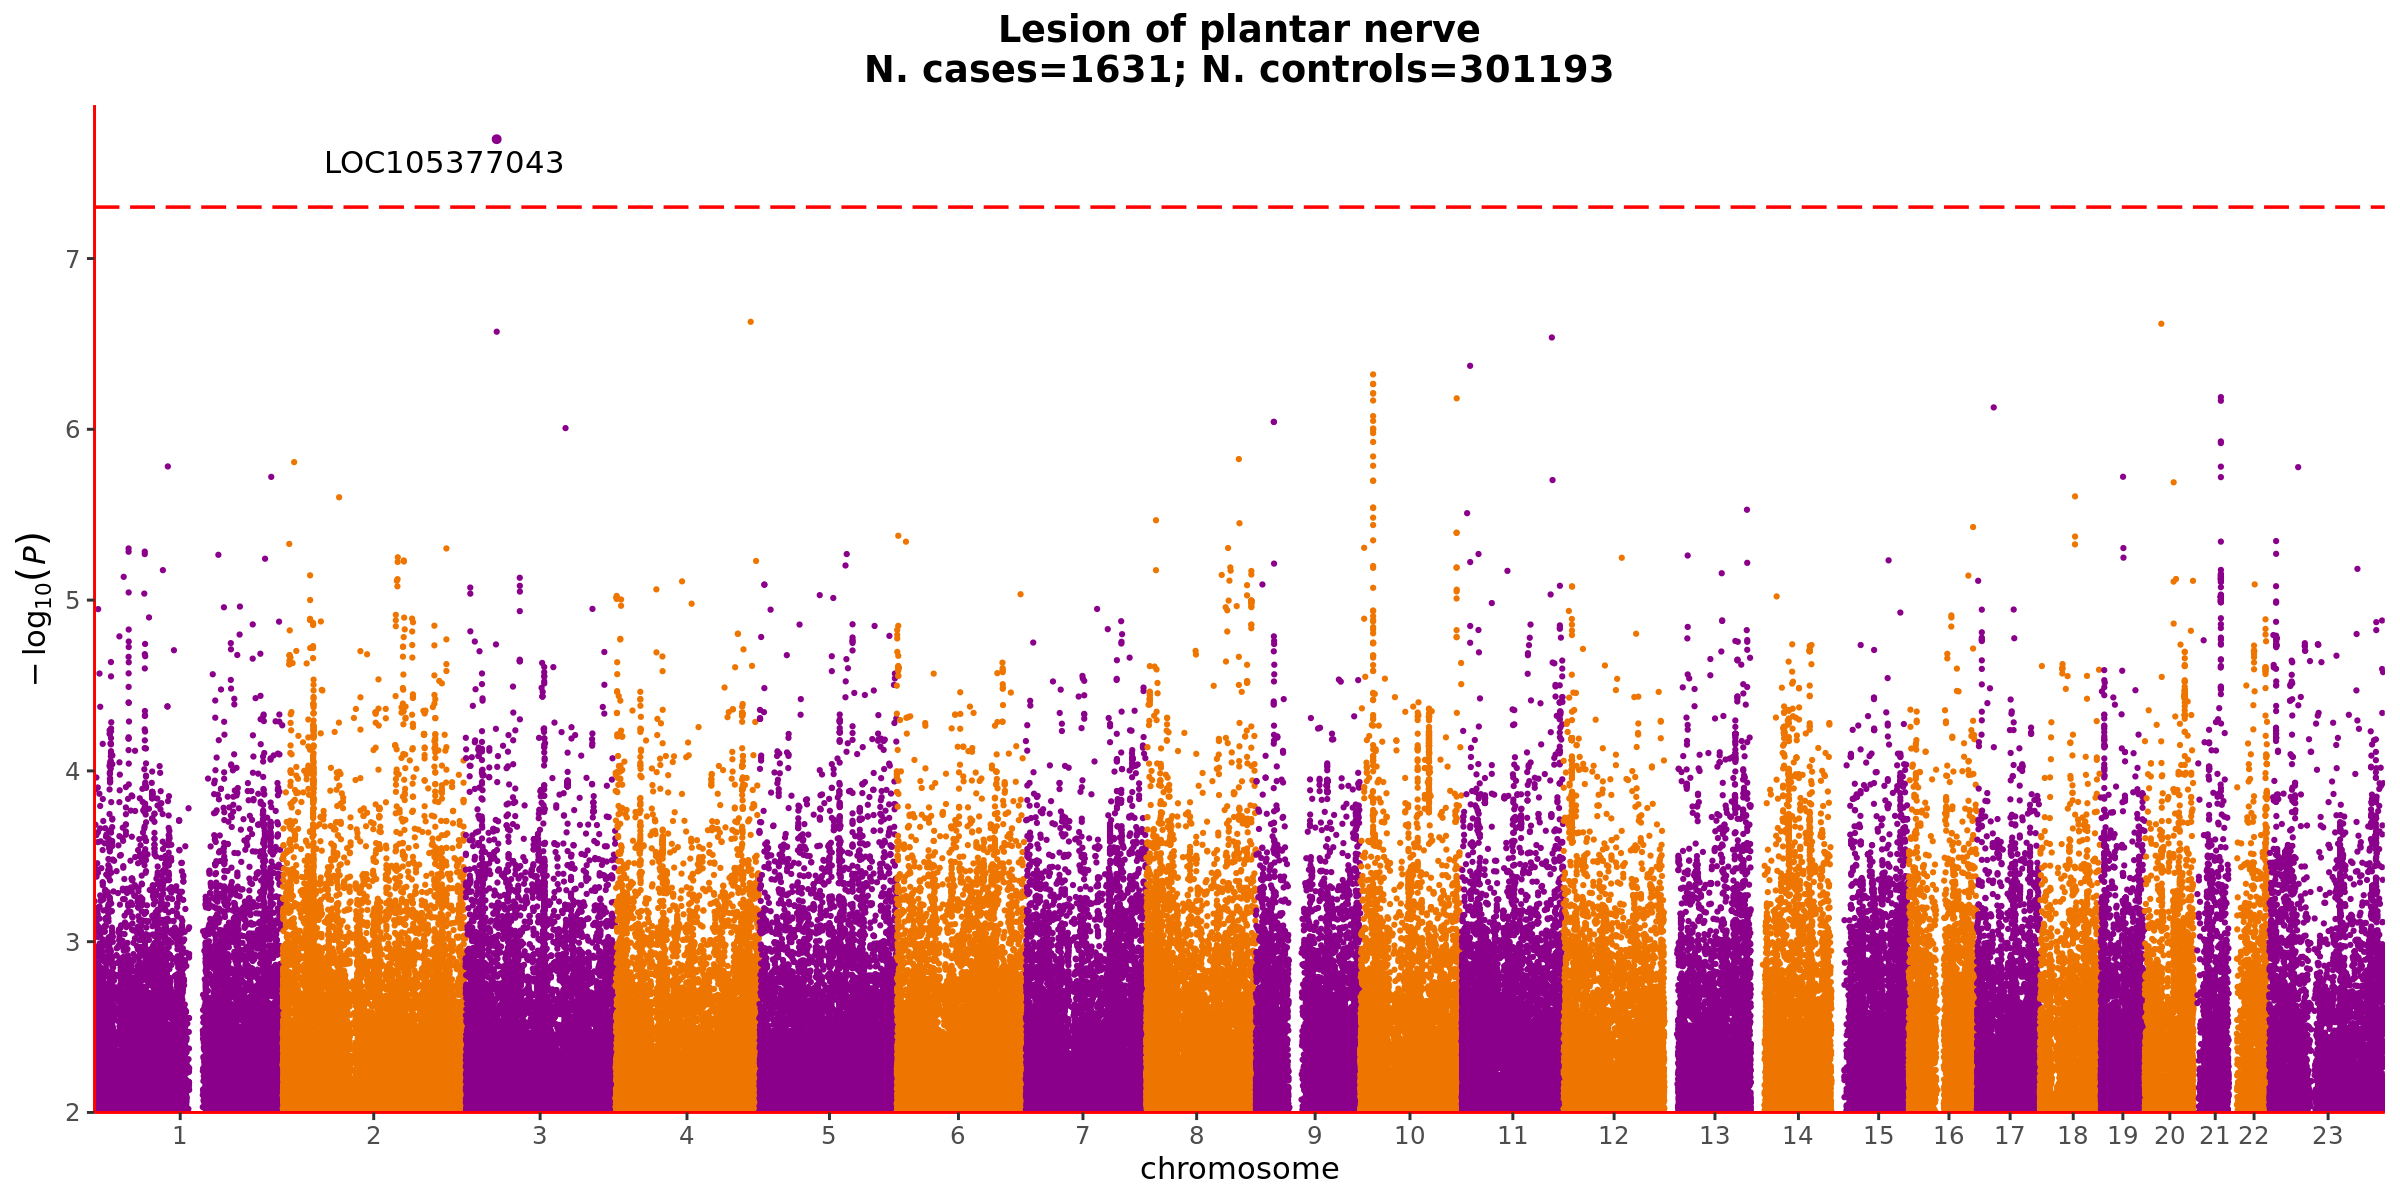 Lesion of plantar nerve
N. cases=1631; N. controls=301193
LOC105377043
7
6
5
4
3
2
−log10(P)
1 2 3 4 5 6 7 8 9 10 11 12 13 14 15 16 17 18 19 20 21 22 23
chromosome